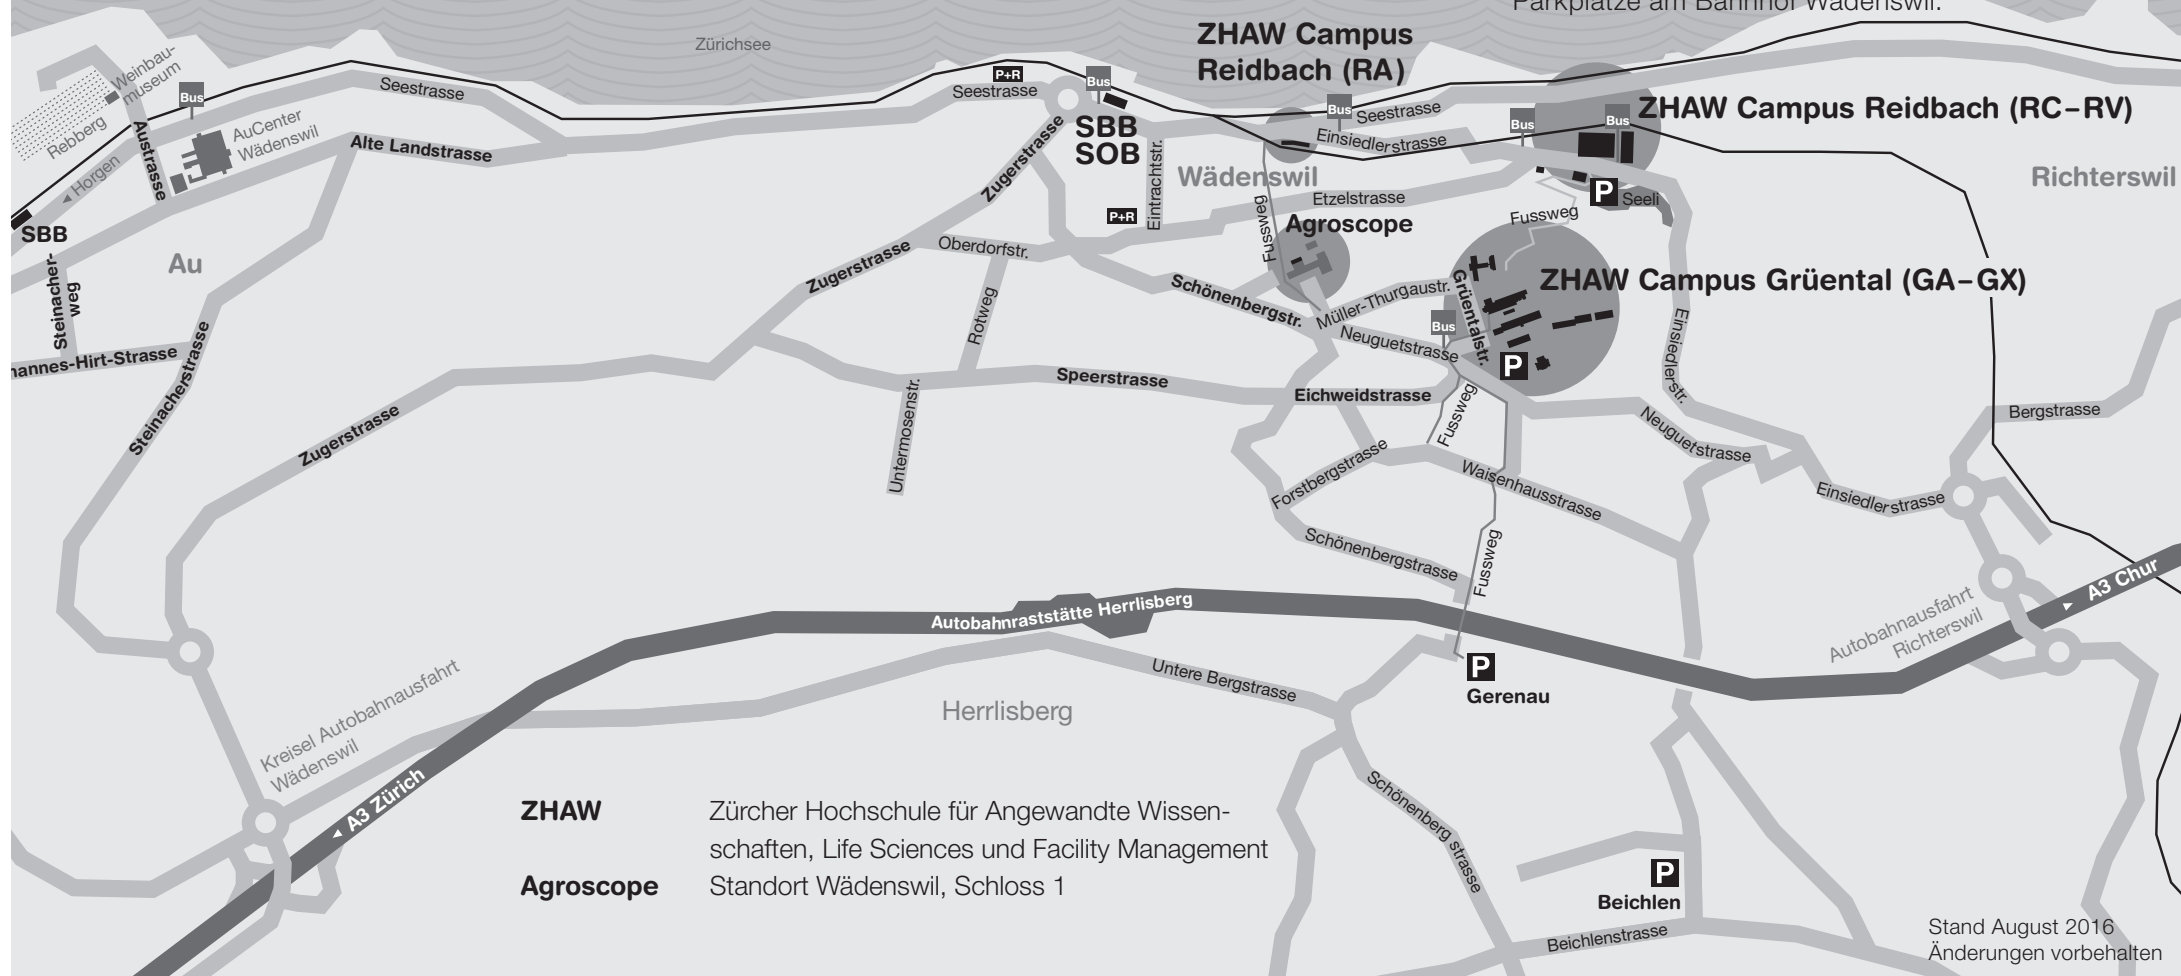 Parkplätze am Bahnhof Wädenswil.
ZHAW Campus
Reidbach (RA)
Zürichsee
Weinbau-
museum
Rebberg
Bus
Seestrasse
P+R
Seestrasse
Bus
Bus
Seestrasse
Bus
Bus
ZHAW Campus Reidbach (RC–RV)
AuCenter
Wädenswil
Austrasse
Alte Landstrasse
Horgen
SBB
SOB
Zugerstrasse
Eintrachtstr.
Einsiedlerstrasse
Wädenswil
Richterswil
Etzelstrasse
P
Seeli
P+R
Fussweg
Agroscope
Fussweg
SBB
Au
Steinacher-
weg
Oberdorfstr.
Zugerstrasse
Schönenbergstr.
Müller-Thurgaustr.
Grüentalstr.
ZHAW Campus Grüental (GA–GX)
Rotweg
Bus
Neuguetstrasse
P
Einsiedlerstr.
annes-Hirt-Strasse
Steinacherstrasse
Speerstrasse
Eichweidstrasse
Untermosenstr.
Zugerstrasse
Fussweg
Neuguetstrasse
Bergstrasse
Forstbergstrasse
Waisenhausstrasse
Einsiedlerstrasse
Schönenbergstrasse
Fussweg
Autobahnraststätte Herrlisberg
A3 Chur
Autobahnausfahrt
Richterswil
Untere Bergstrasse
P
Gerenau
Herrlisberg
Kreisel Autobahnausfahrt
Wädenswil
A3 Zürich
Schönenbergstrasse
ZHAW Zürcher Hochschule für Angewandte Wissen-
schaften, Life Sciences und Facility Management
Agroscope Standort Wädenswil, Schloss 1
P
Beichlen
Beichlenstrasse
Stand August 2016
Änderungen vorbehalten